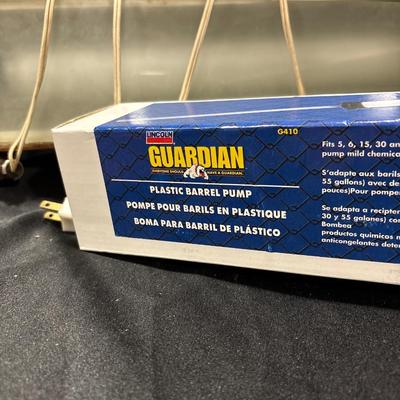 LINCOLN
G410
GUARDIAN
EVERYONE SHOULD HAVE A GUARDIAN.
PLASTIC BARREL PUMP
POMPE POUR BARILS EN PLASTIQUE
BOMA PARA BARRIL DE PLÁSTICO
Fits 5, 6, 15, 30 an
pump mild chemica
S'adapte aux barils
55 gallons) avec de
pouces)Pour pomper
Se adapta a recipien
30 y 55 galones) con
Bombea
productos químicos n
anticongelantes deter